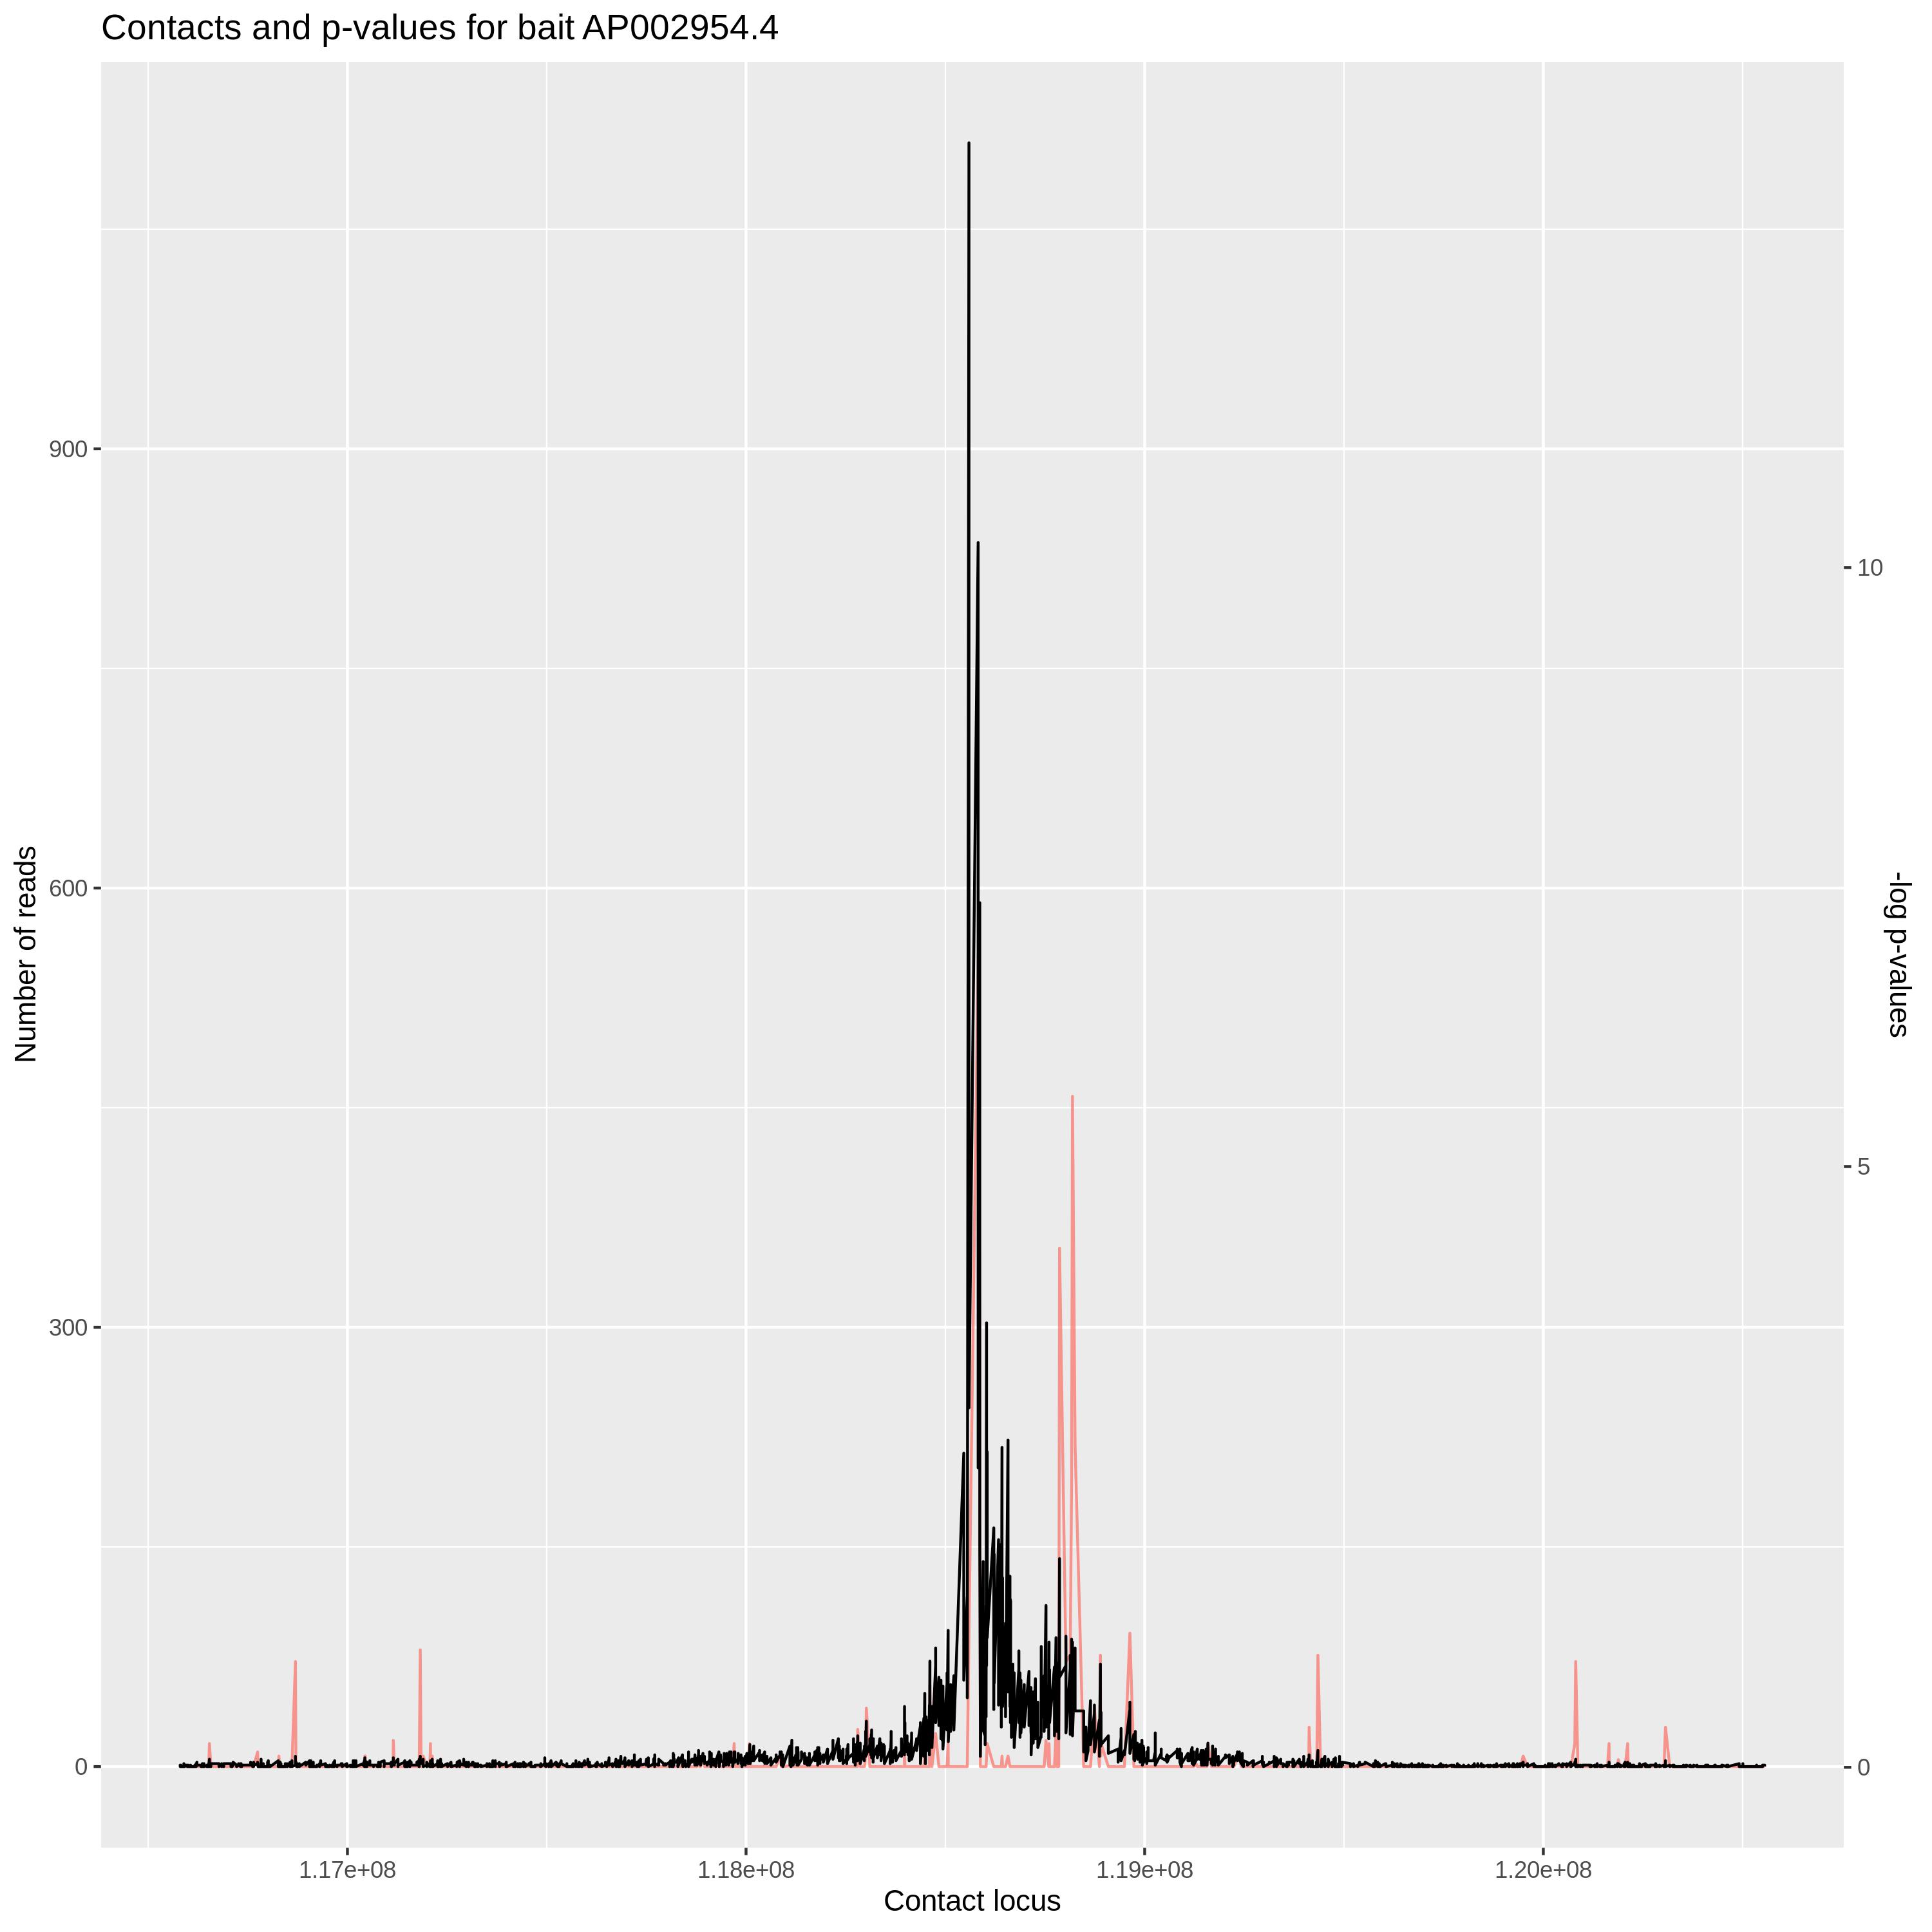 Contacts and p-values for bait AP002954.4
900
600
300
0
Number of reads
10
5
0
-log p-values
1.17e+08
1.18e+08
1.19e+08
1.20e+08
Contact locus